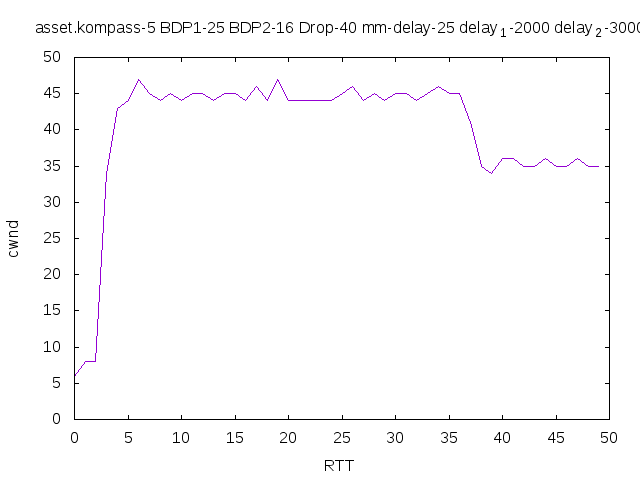 asset.kompass-5 BDP1-25 BDP2-16 Drop-40 mm-delay-25 delay₁-2000 delay₂-3000
50
45
40
35
30
25
20
15
10
5
0
cwnd
0 5 10 15 20 25 30 35 40 45 50
RTT